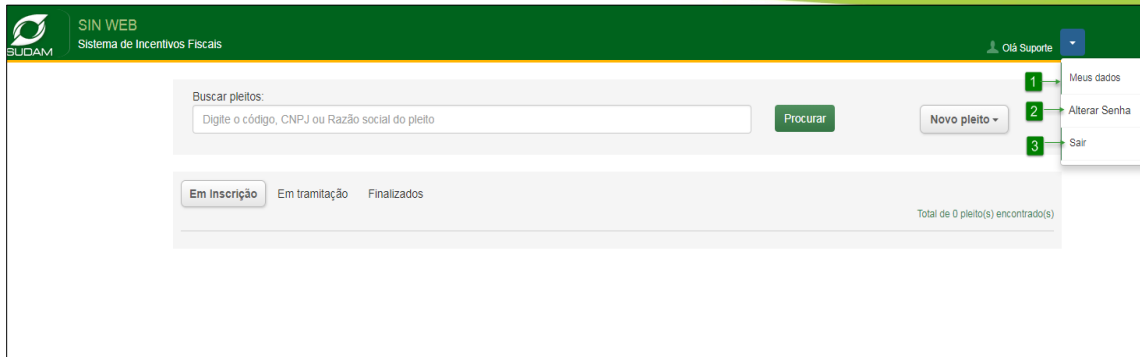 SUDAM
SIN WEB
Sistema de Incentivos Fiscais
Olá Suporte
1 Meus dados
2 Alterar Senha
3 Sair
Buscar pleitos:
Digite o código, CNPJ ou Razão social do pleito
Procurar
Novo pleito
Em Inscrição Em tramitação Finalizados
Total de 0 pleito(s) encontrado(s)